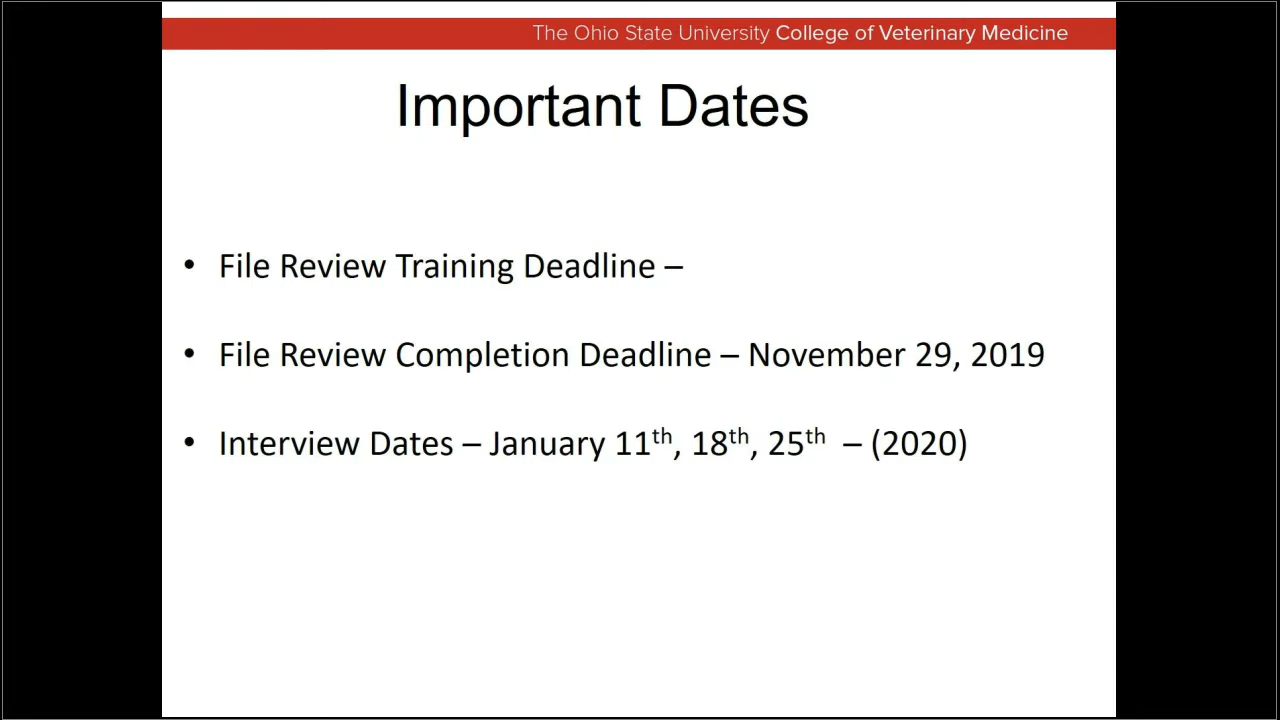 The Ohio State University College of Veterinary Medicine
Important Dates
• File Review Training Deadline –
• File Review Completion Deadline – November 29, 2019
• Interview Dates – January 11th, 18th, 25th – (2020)